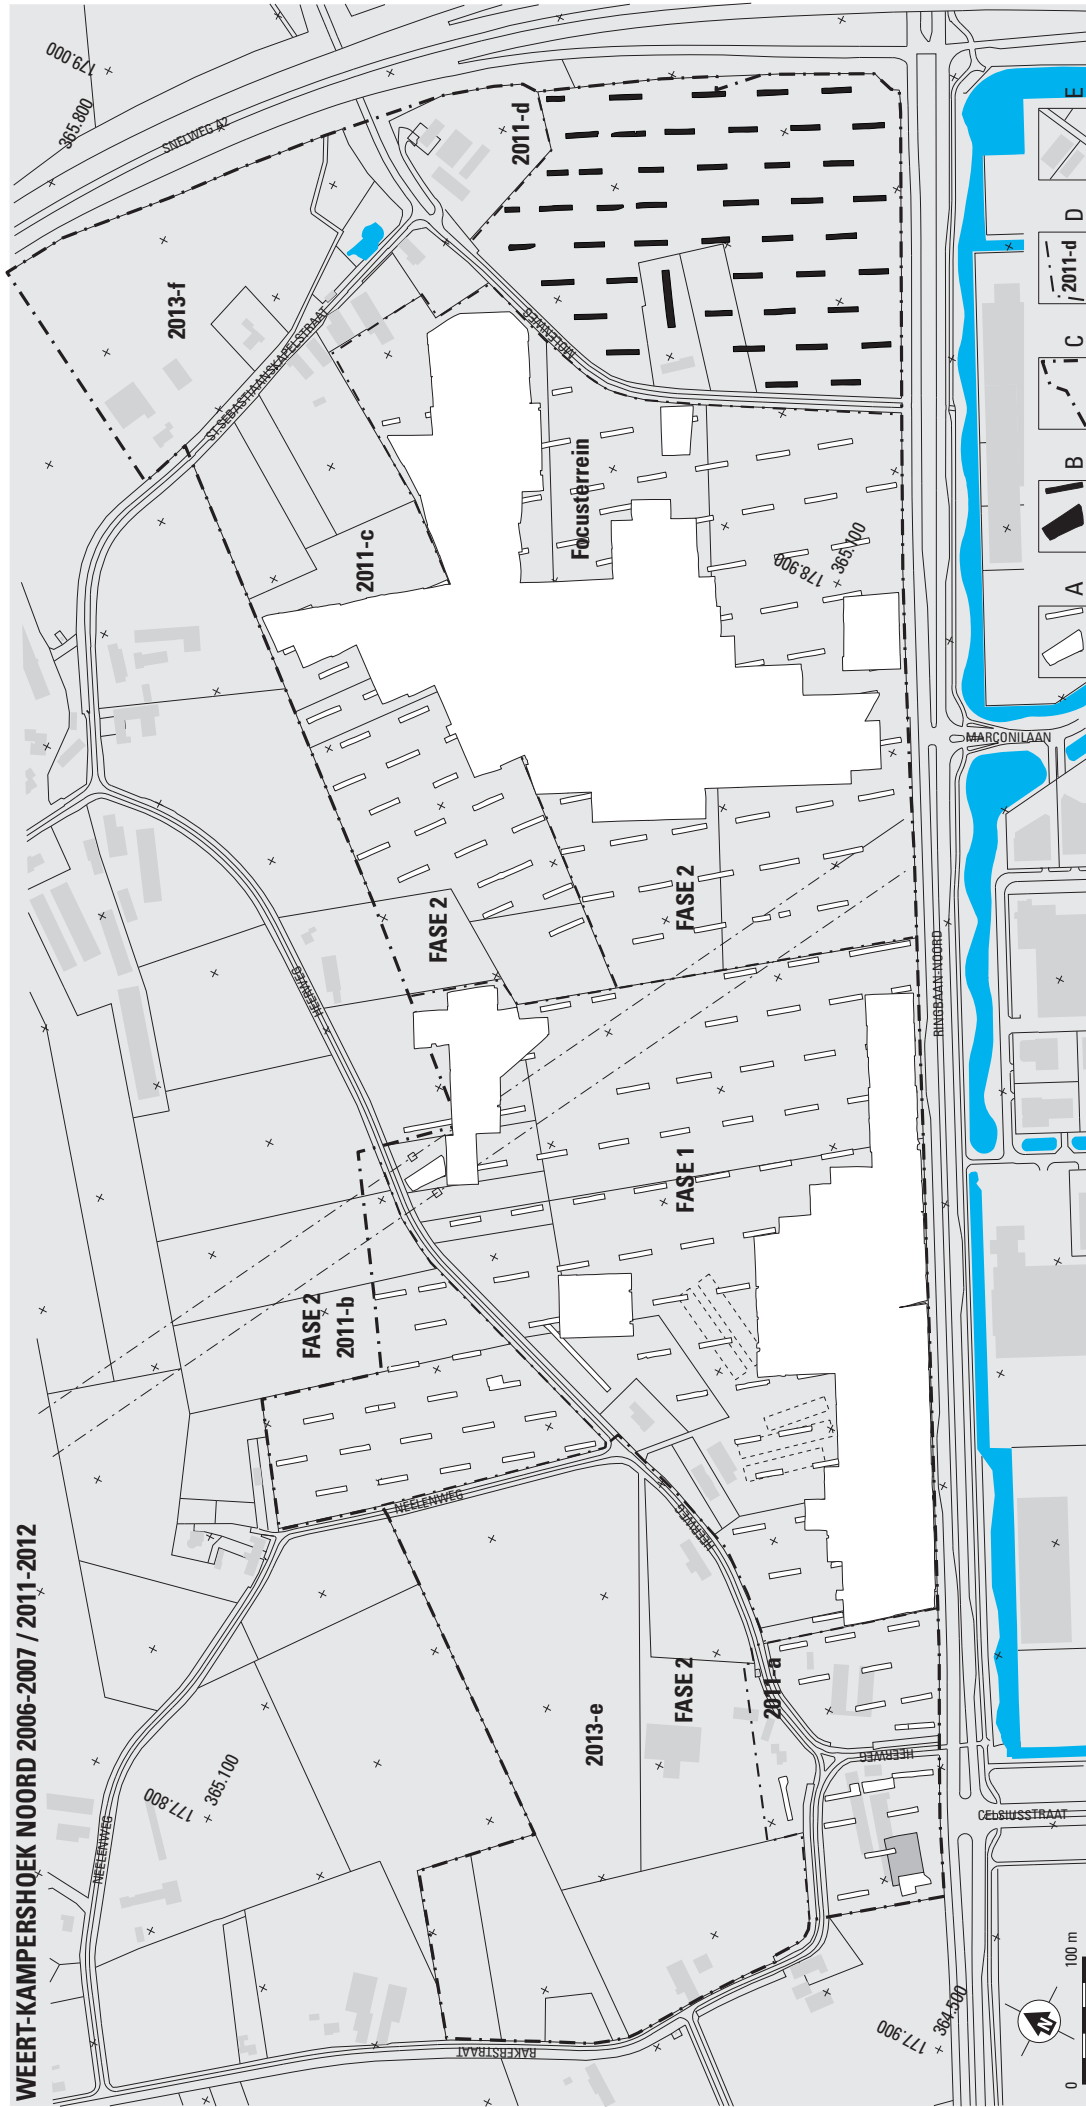 WEERT-KAMPERSHOEK NOORD 2006-2007 / 2011-2012
179.000
365.800
SNELWEG A2
2013-f
2011-d
ST.SEBASTIAANSKAPELSTRAAT
MOLENWEG
2011-c
Focusterrein
178.900
365.100
FASE 2
FASE 2
HEERWEG
RINGBAAN-NOORD
MARCONILAAN
FASE 1
FASE 2
2011-b
NEELENWEG
HEERWEG
2013-e
FASE 2
2011-a
HEERWEG
CELSIUSSTRAAT
177.800
365.100
NEELENWEG
RAKERSTRAAT
177.900
364.500
N
0
100 m
A
B
C
2011-d
D
E